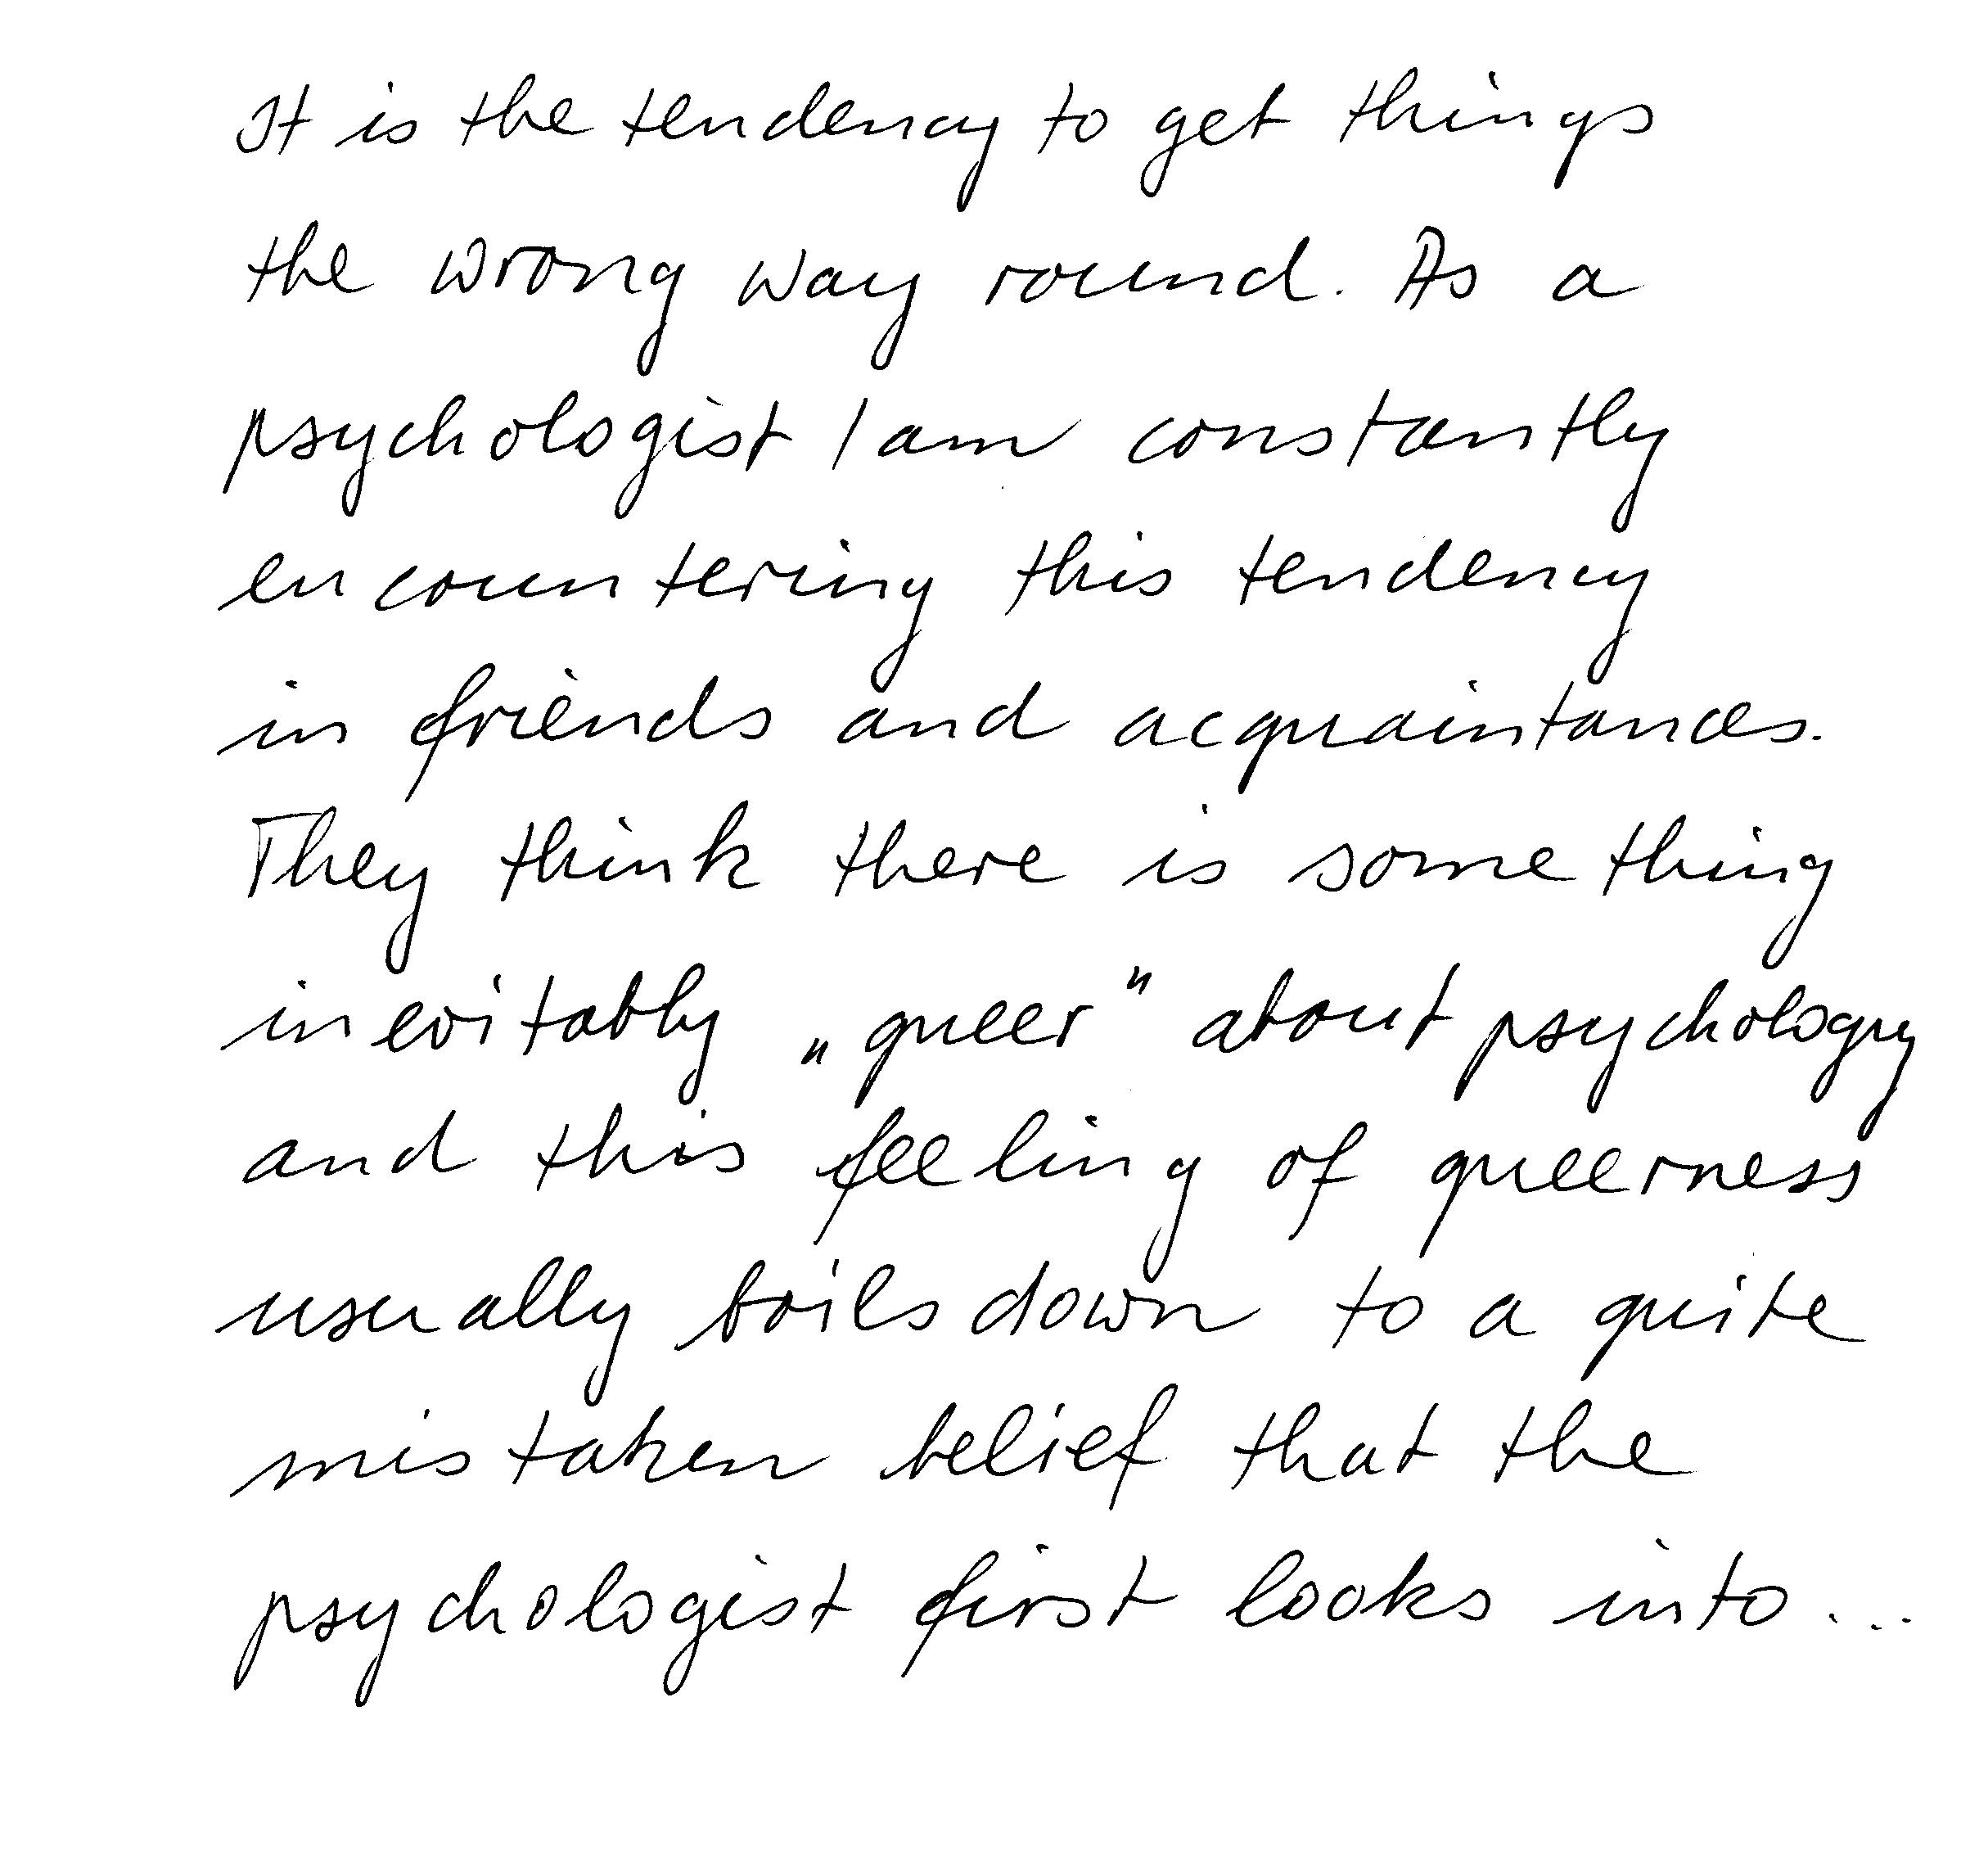 It is the tendency to get things
the wrong way round. As a
psychologist I am constantly
encountering this tendency
in friends and acquaintances.
They think there is something
inevitably „queer" about psychology
and this feeling of queerness
usually boils down to a quite
mistaken belief that the
psychologist first looks into...